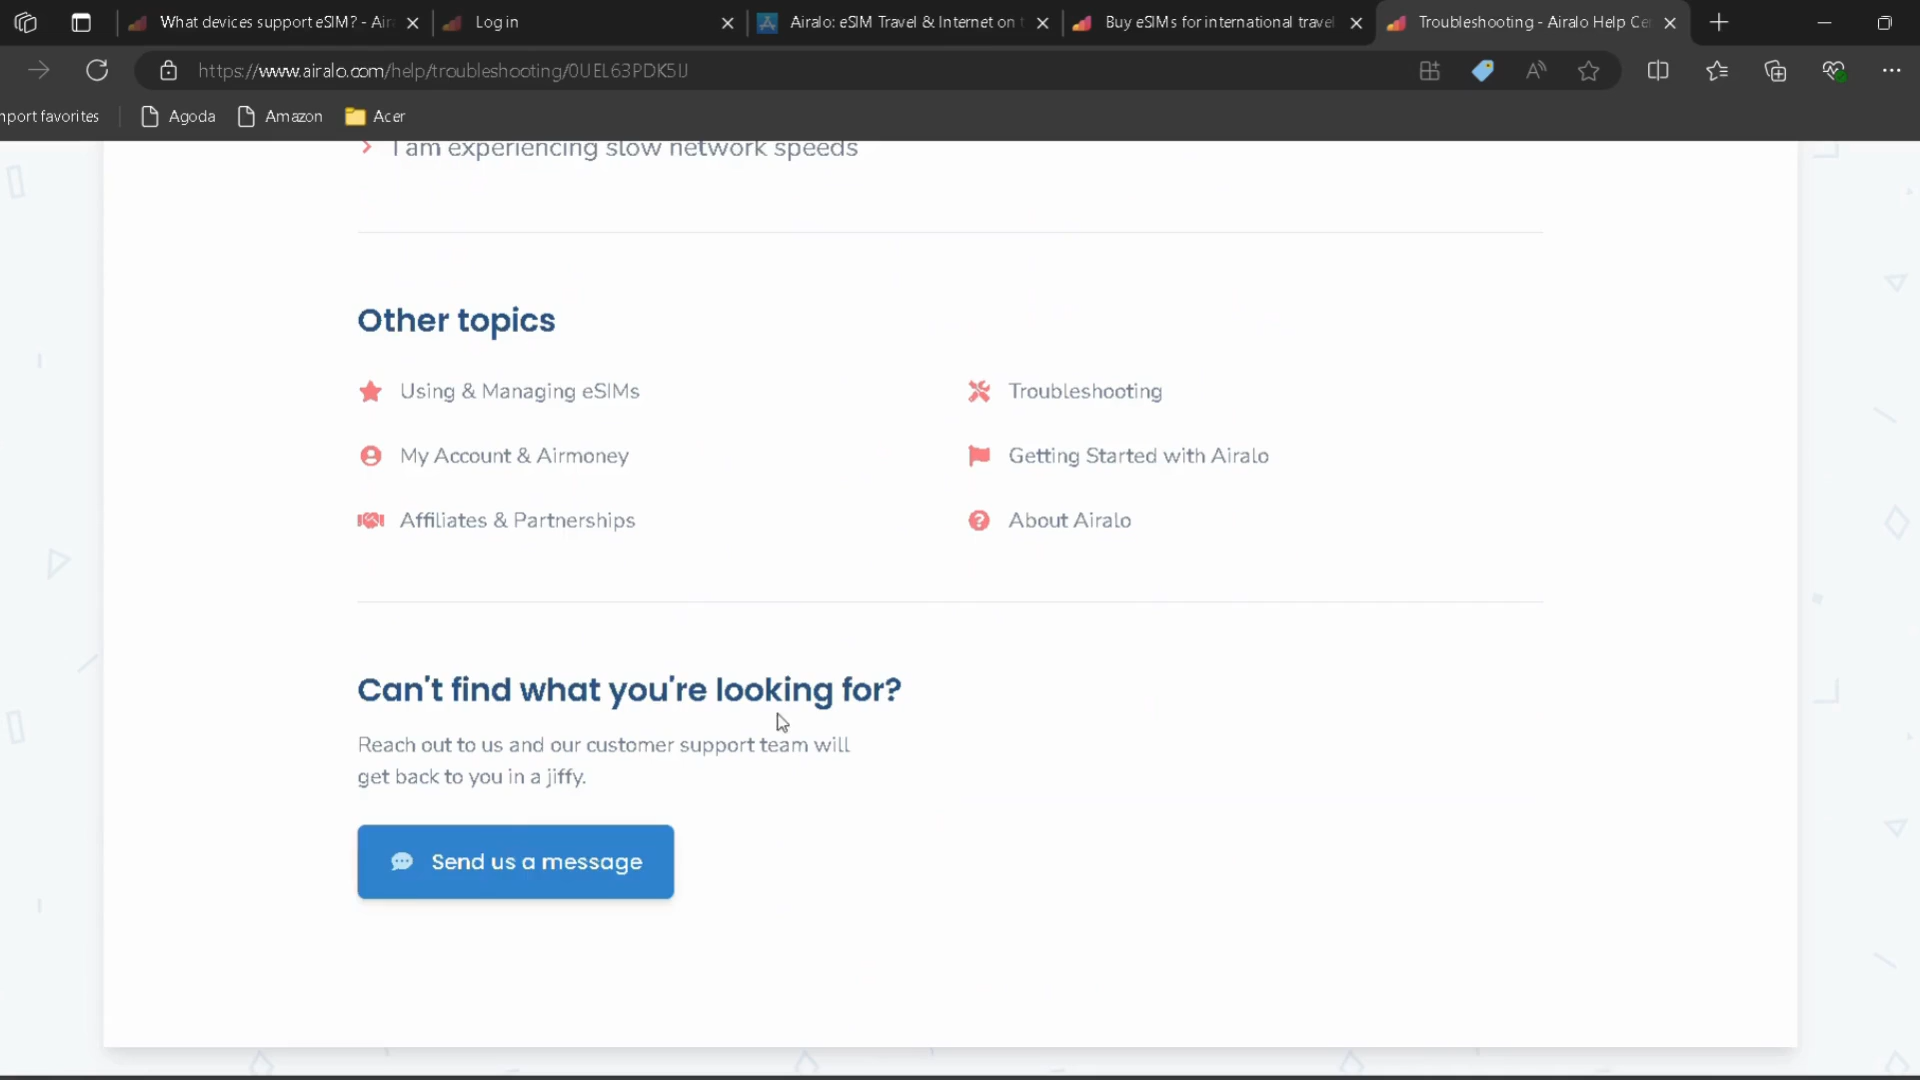 What devices support eSIM? - Air
Log in
Airalo: eSIM Travel & Internet on t
Buy eSIMs for international travel
Troubleshooting - Airalo Help Ce
https://www.airalo.com/help/troubleshooting/0UEL63PDK5IJ
mport favorites
Agoda
Amazon
Acer
I am experiencing slow network speeds
Other topics
Using & Managing eSIMs
Troubleshooting
My Account & Airmoney
Getting Started with Airalo
Affiliates & Partnerships
About Airalo
Can't find what you're looking for?
Reach out to us and our customer support team will
get back to you in a jiffy.
Send us a message